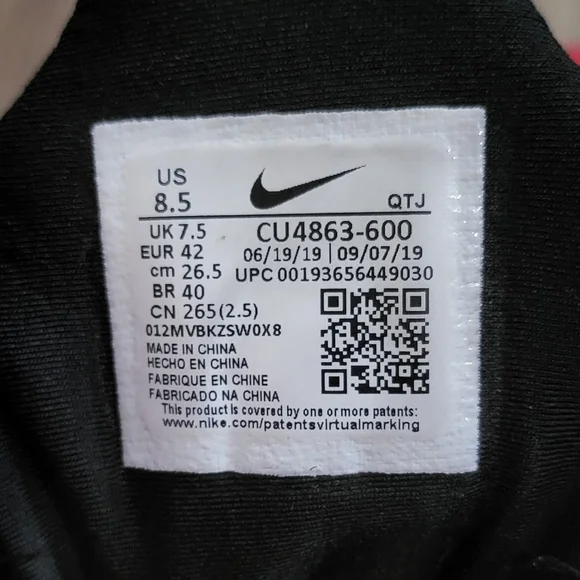 US
8.5
QTJ
UK 7.5
CU4863-600
EUR 42
06/19/19 | 09/07/19
cm 26.5
UPC 00193656449030
BR 40
CN 265(2.5)
012MVBKZSW0X8
MADE IN CHINA
HECHO EN CHINA
FABRIQUE EN CHINE
FABRICADO NA CHINA
This product is covered by one or more patents:
www.nike.com/patentsvirtualmarking